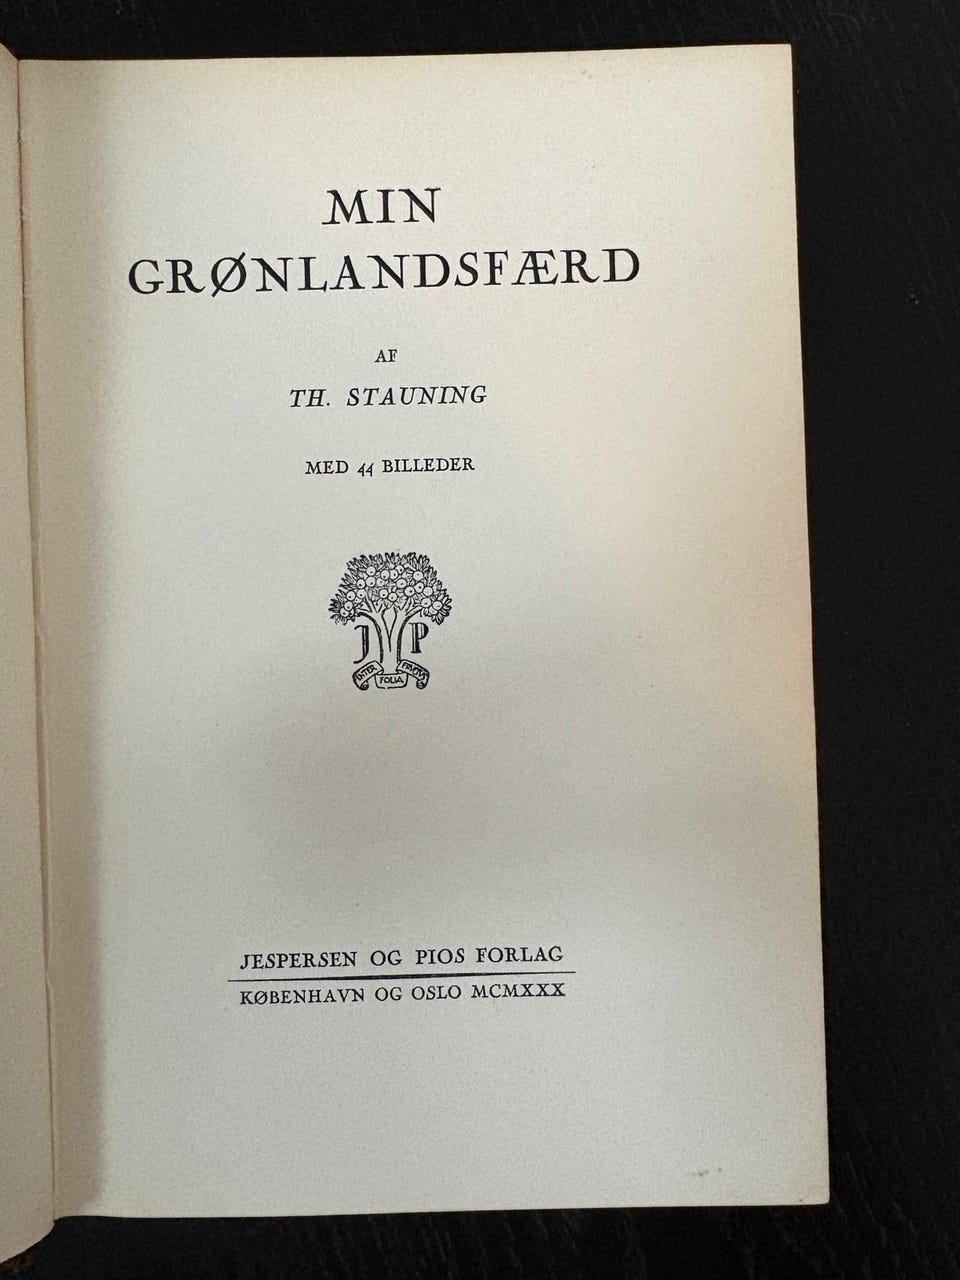 MIN
GRØNLANDSFÆRD
AF
TH. STAUNING
MED 44 BILLEDER
J P
INTER FOLIA FRUCTUS
JESPERSEN OG PIOS FORLAG
KØBENHAVN OG OSLO MCMXXX